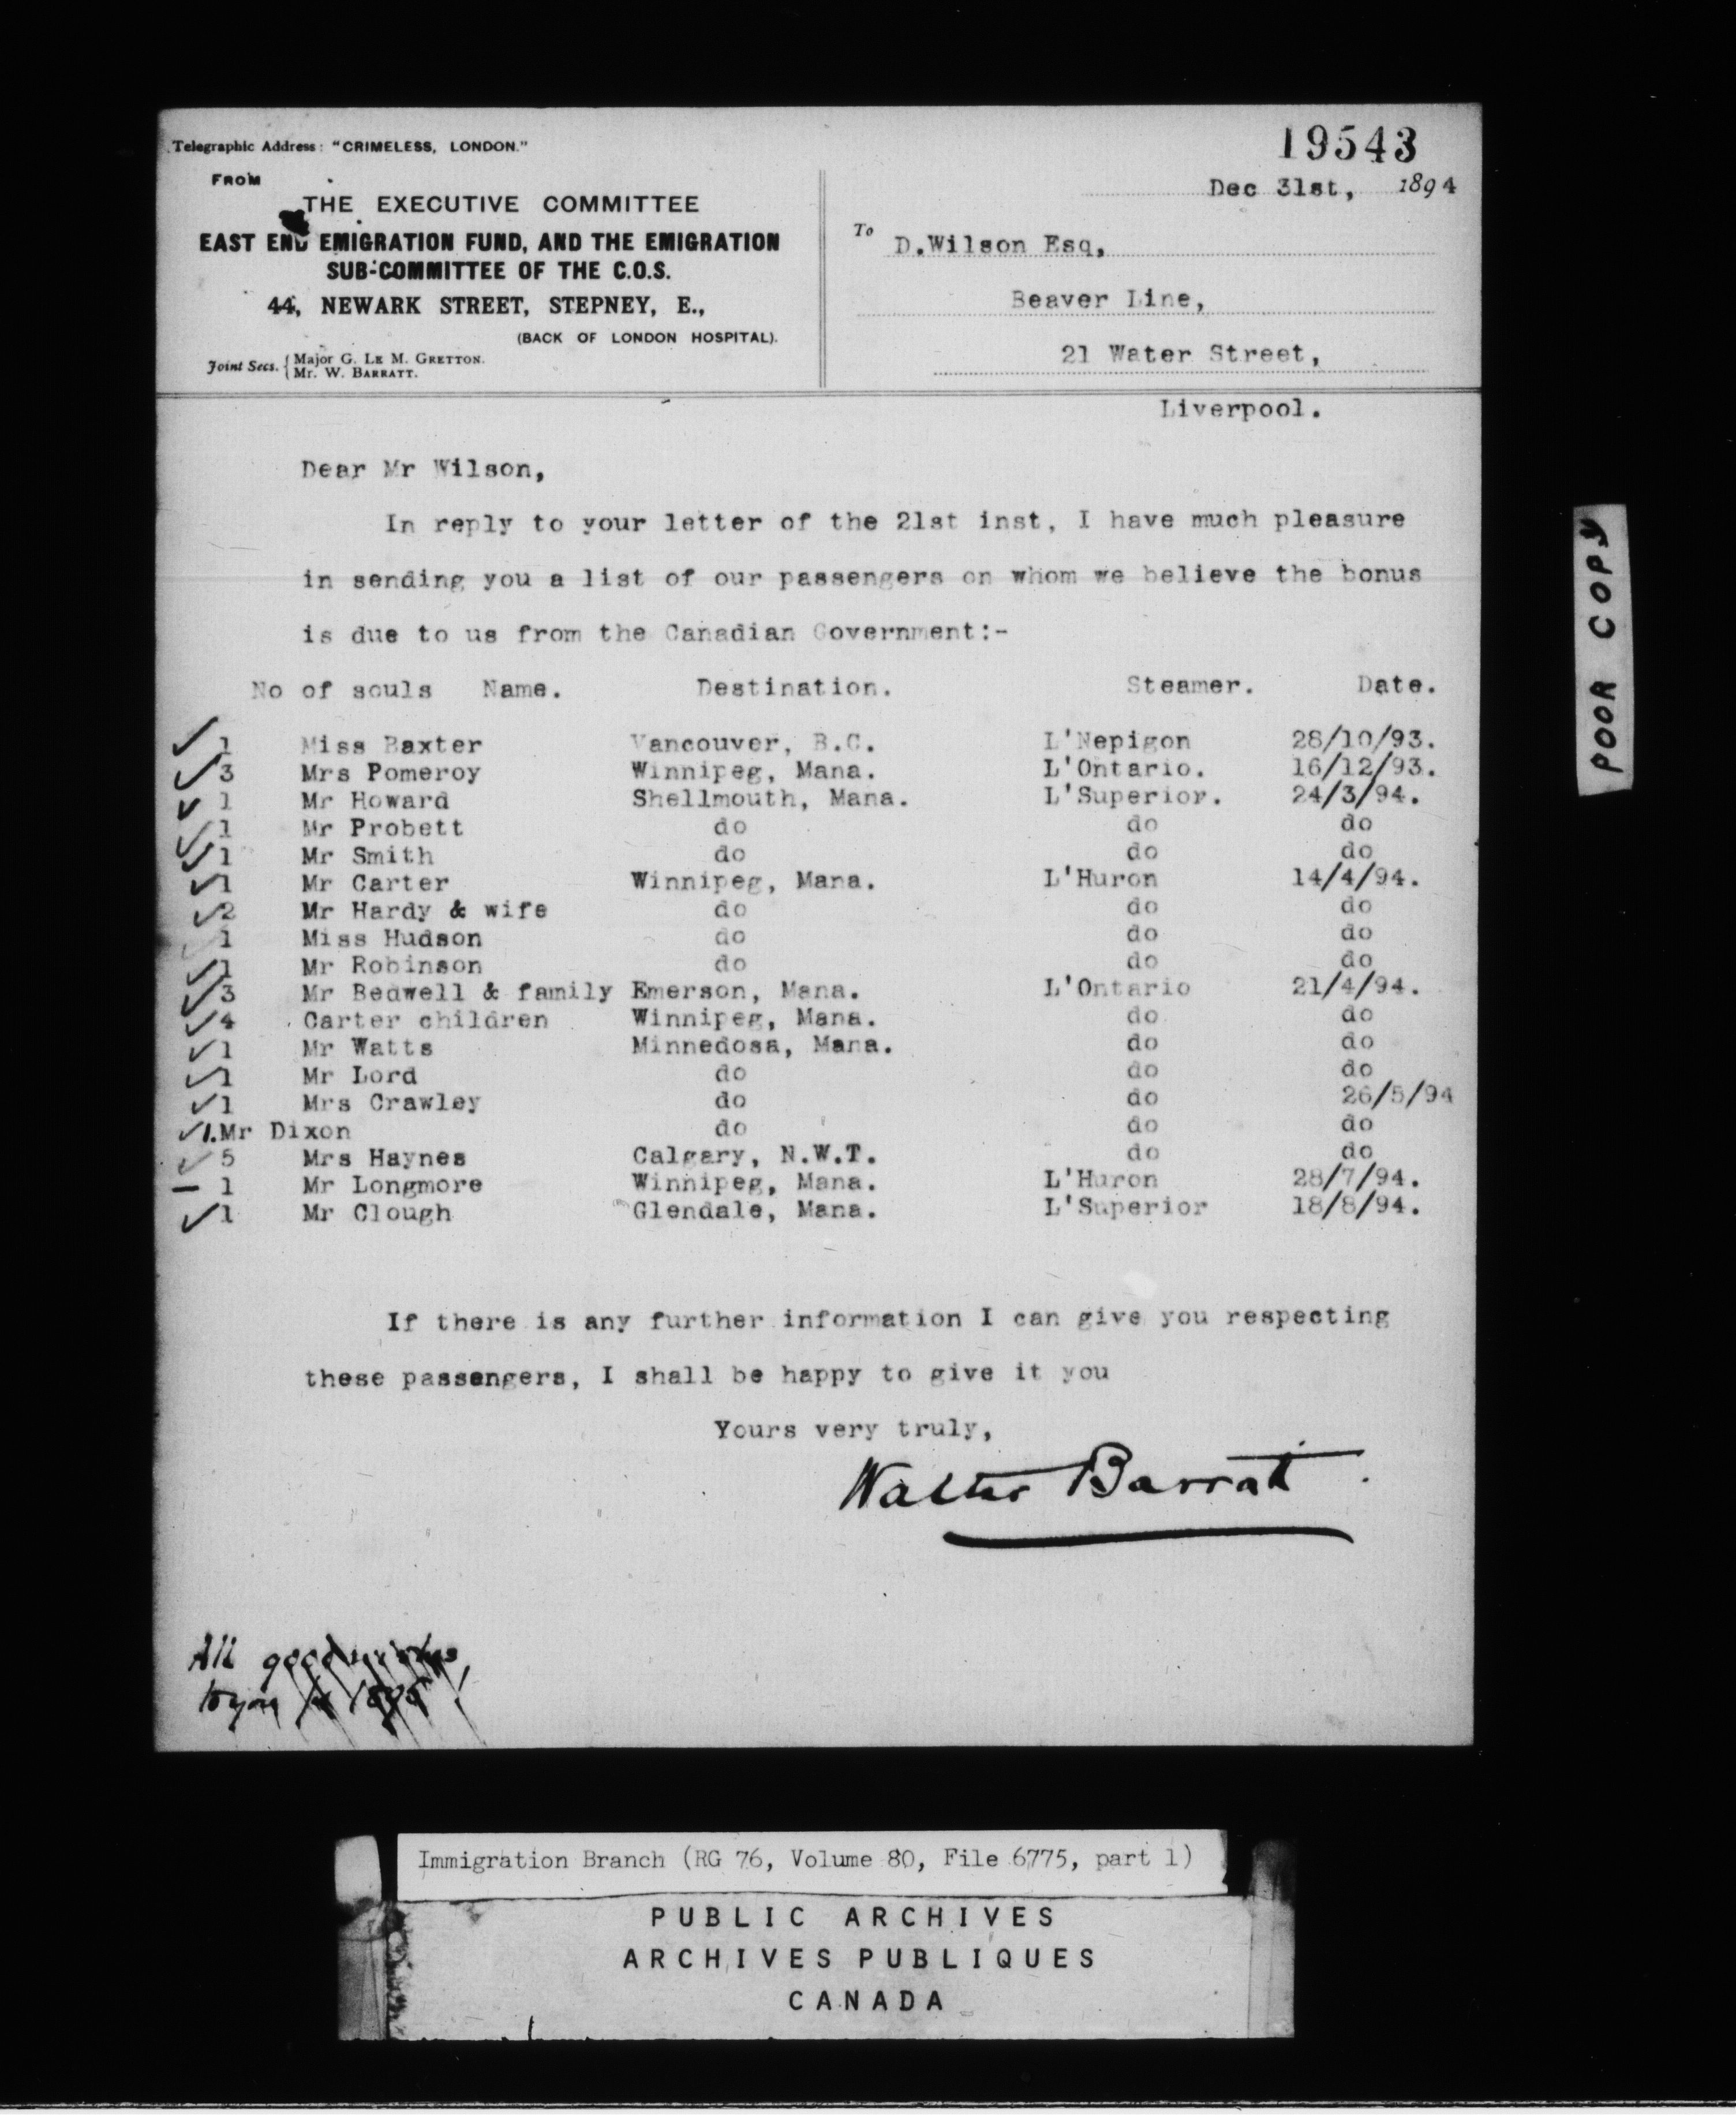 Telegraphic Address: "CRIMELESS, LONDON."
19543
FROM
Dec 31st, 1894
THE EXECUTIVE COMMITTEE
EAST END EMIGRATION FUND, AND THE EMIGRATION
SUB-COMMITTEE OF THE C.O.S.
44, NEWARK STREET, STEPNEY, E.,
(BACK OF LONDON HOSPITAL).
Joint Secs. { Major G. LE M. GRETTON.
Mr. W. BARRATT.
To D.Wilson Esq,
Beaver Line,
21 Water Street,
Liverpool.
Dear Mr Wilson,
In reply to your letter of the 21st inst, I have much pleasure
in sending you a list of our passengers on whom we believe the bonus
is due to us from the Canadian Government:-
No of souls Name. Destination. Steamer. Date.
✓ 1 Miss Baxter Vancouver, B.C. L'Nepigon 28/10/93.
✓ 3 Mrs Pomeroy Winnipeg, Mana. L'Ontario. 16/12/93.
✓ 1 Mr Howard Shellmouth, Mana. L'Superior. 24/3/94.
✓ 1 Mr Probett do do do
✓ 1 Mr Smith do do do
✓ 1 Mr Carter Winnipeg, Mana. L'Huron 14/4/94.
✓ 2 Mr Hardy & wife do do do
✓ 1 Miss Hudson do do do
✓ 1 Mr Robinson do do do
✓ 3 Mr Bedwell & family Emerson, Mana. L'Ontario 21/4/94.
✓ 4 Carter children Winnipeg, Mana. do do
✓ 1 Mr Watts Minnedosa, Mana. do do
✓ 1 Mr Lord do do do
✓ 1 Mrs Crawley do do 26/5/94
✓ 1.Mr Dixon do do do
✓ 5 Mrs Haynes Calgary, N.W.T. do do
– 1 Mr Longmore Winnipeg, Mana. L'Huron 28/7/94.
✓ 1 Mr Clough Glendale, Mana. L'Superior 18/8/94.
If there is any further information I can give you respecting
these passengers, I shall be happy to give it you
Yours very truly,
Walter Barratt.
All good wishes
to you for 1895!
POOR COPY
Immigration Branch (RG 76, Volume 80, File 6775, part 1)
PUBLIC ARCHIVES
ARCHIVES PUBLIQUES
CANADA